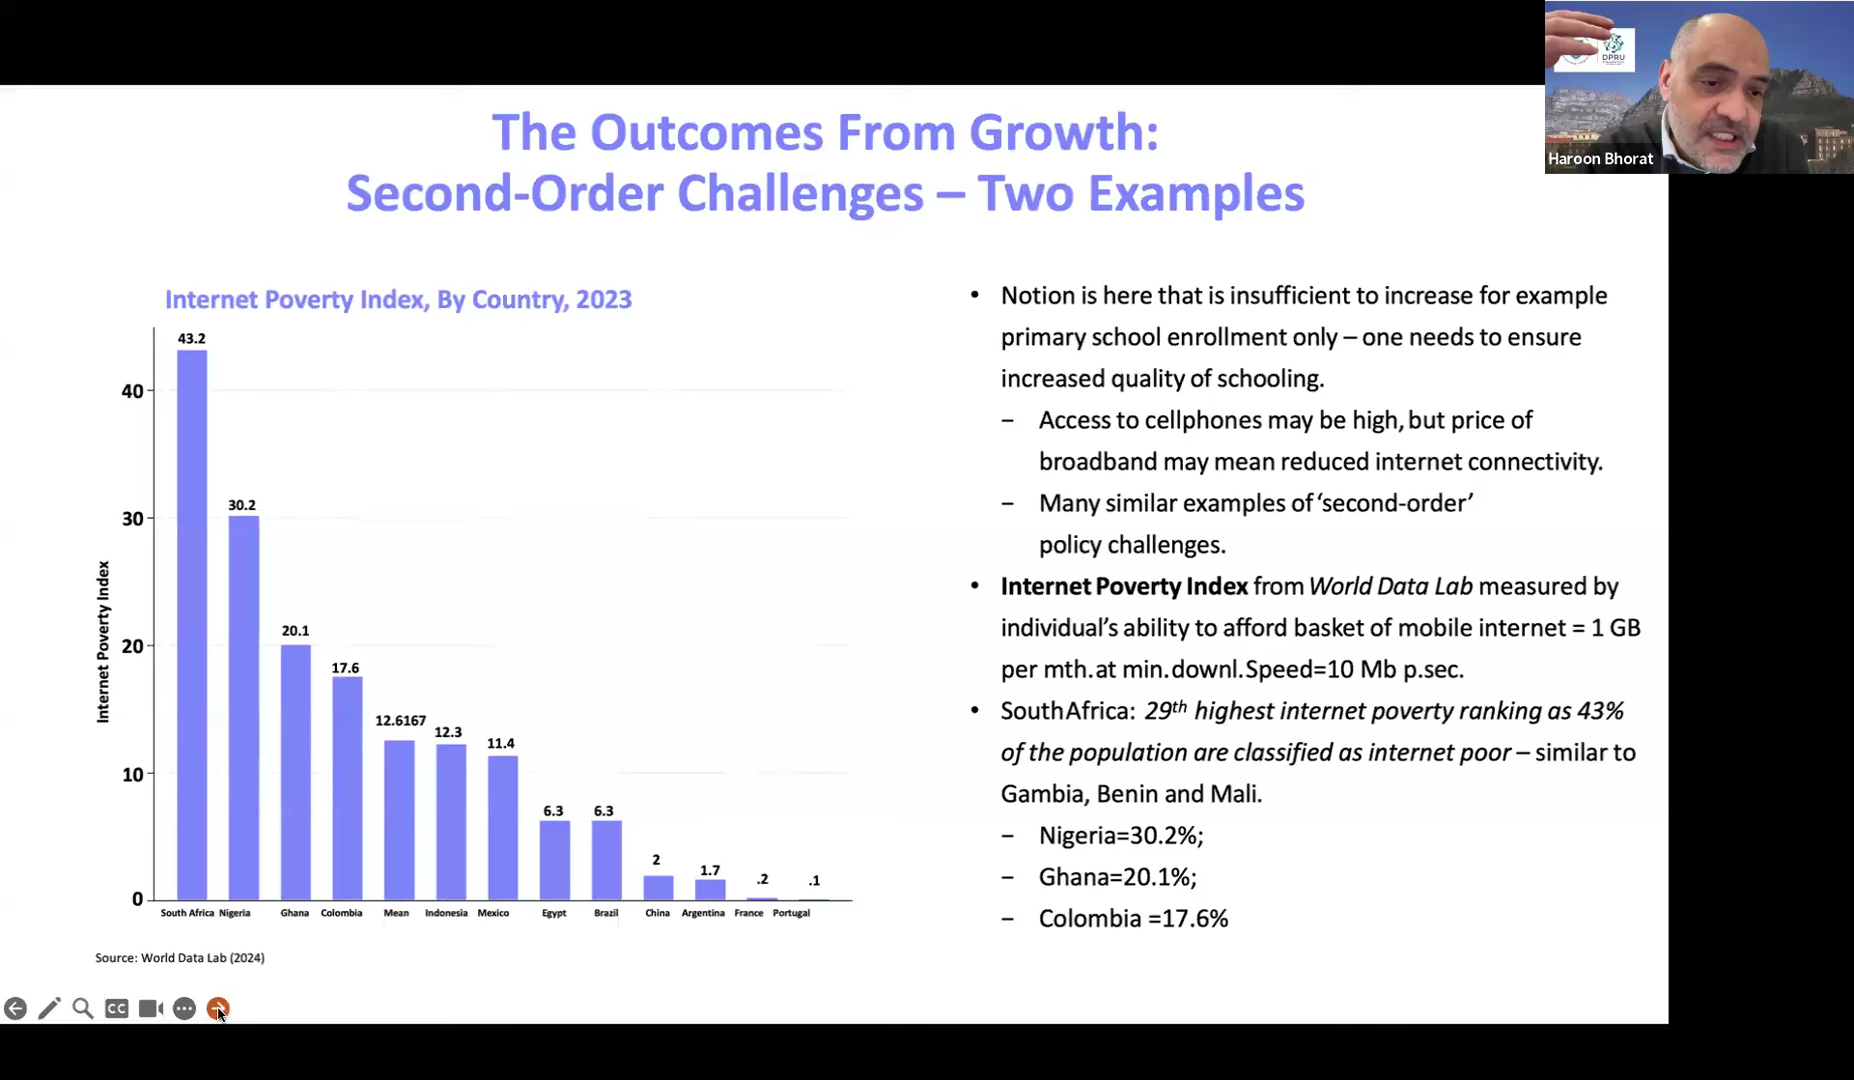 DPRU
Haroon Bhorat
The Outcomes From Growth:
Second-Order Challenges – Two Examples
Internet Poverty Index, By Country, 2023
Internet Poverty Index
40
30
20
10
0
43.2
30.2
20.1
17.6
12.6167
12.3
11.4
6.3
6.3
2
1.7
.2
.1
South Africa Nigeria Ghana Colombia Mean Indonesia Mexico Egypt Brazil China Argentina France Portugal
Source: World Data Lab (2024)
• Notion is here that is insufficient to increase for example
primary school enrollment only – one needs to ensure
increased quality of schooling.
– Access to cellphones may be high, but price of
broadband may mean reduced internet connectivity.
– Many similar examples of ‘second-order’
policy challenges.
• Internet Poverty Index from World Data Lab measured by
individual’s ability to afford basket of mobile internet = 1 GB
per mth.at min.downl.Speed=10 Mb p.sec.
• South Africa: 29th highest internet poverty ranking as 43%
of the population are classified as internet poor – similar to
Gambia, Benin and Mali.
– Nigeria=30.2%;
– Ghana=20.1%;
– Colombia =17.6%
CC